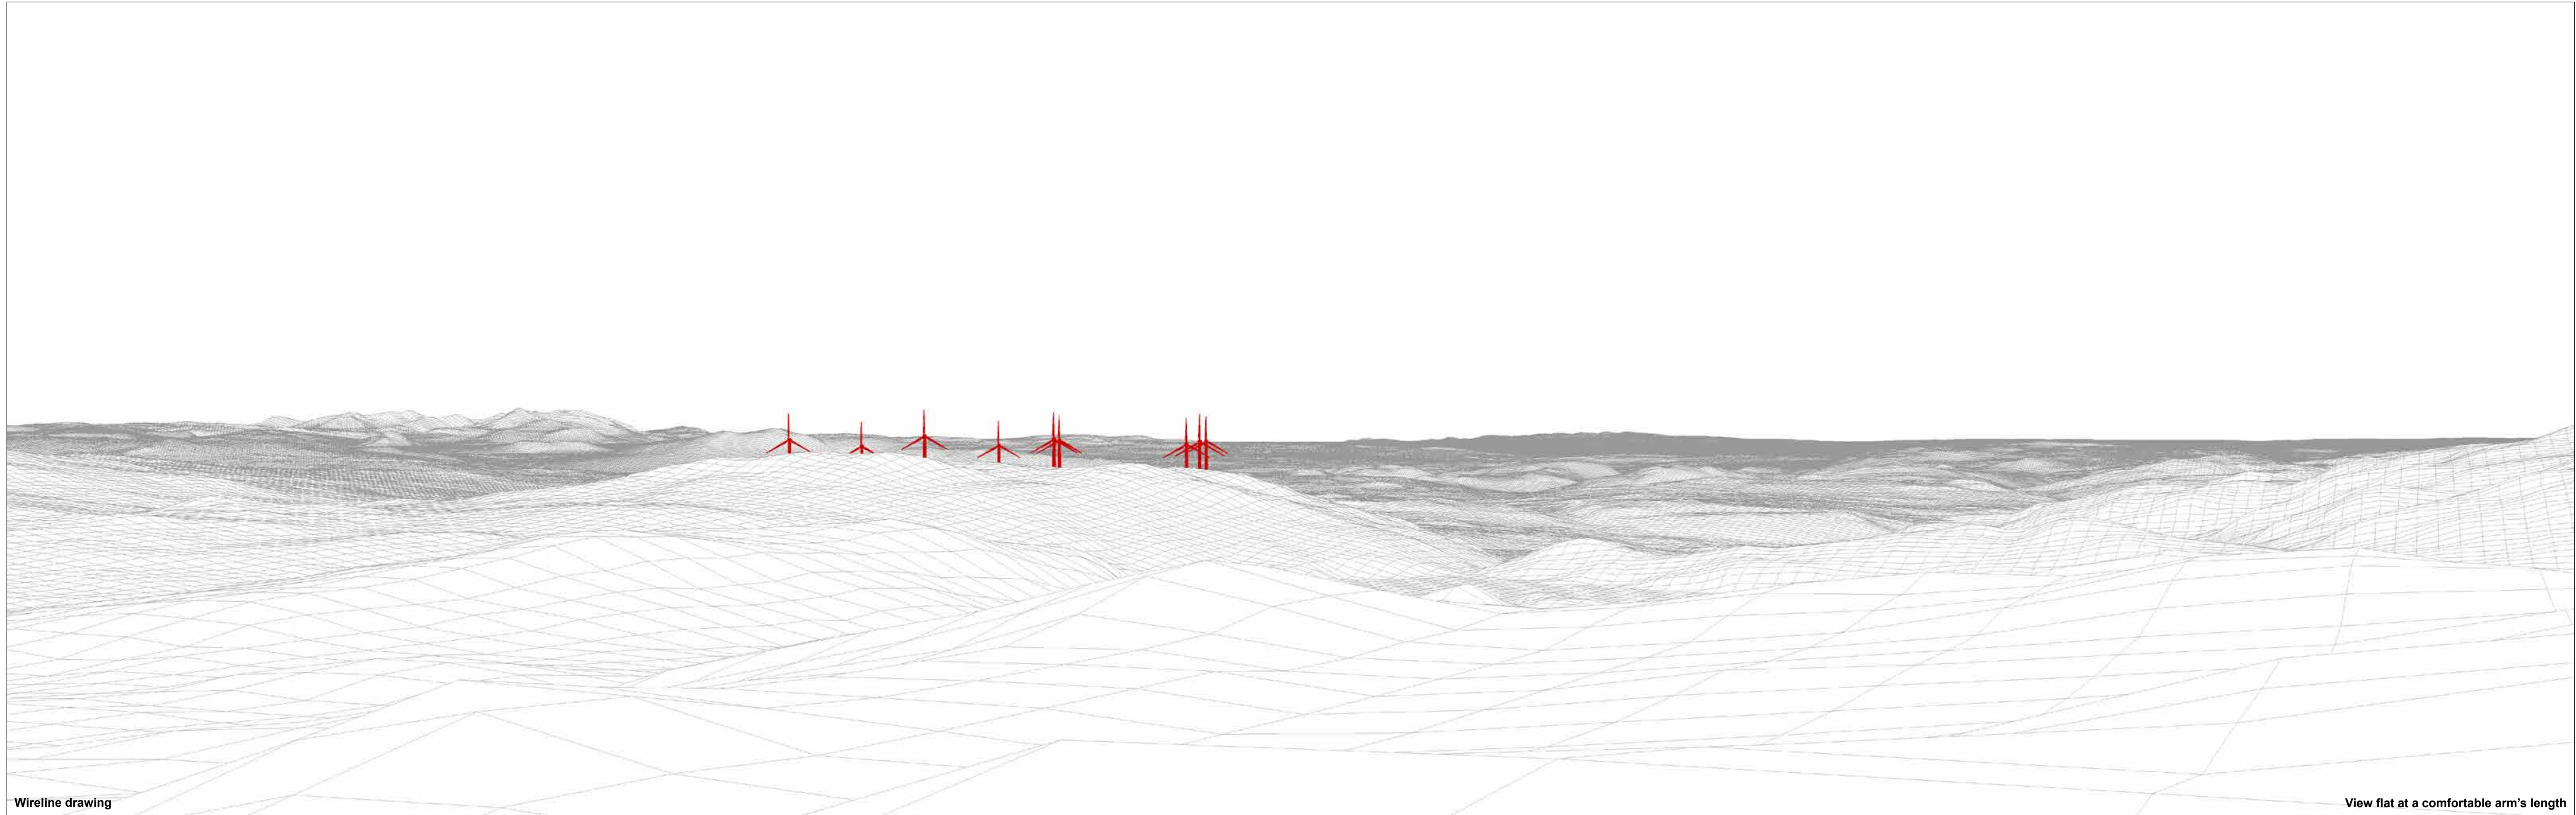 Wireline drawing
View flat at a comfortable arm's length